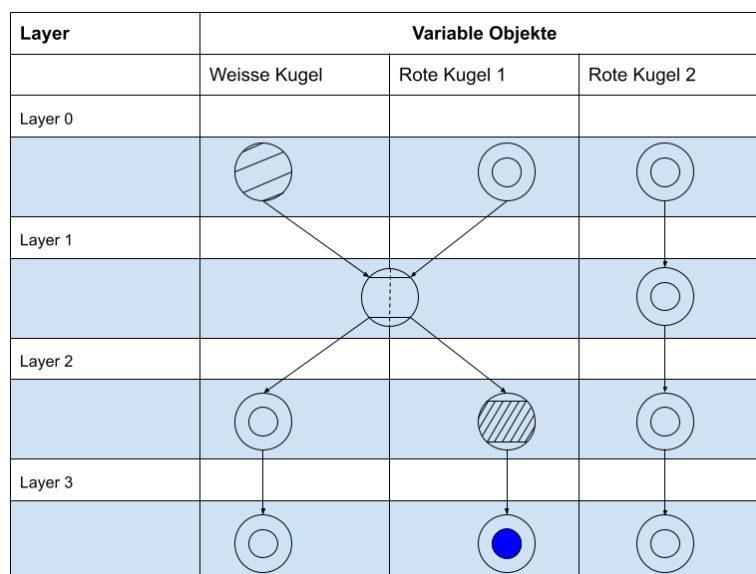 Layer Variable Objekte
Weisse Kugel Rote Kugel 1 Rote Kugel 2
Layer 0
Layer 1
Layer 2
Layer 3